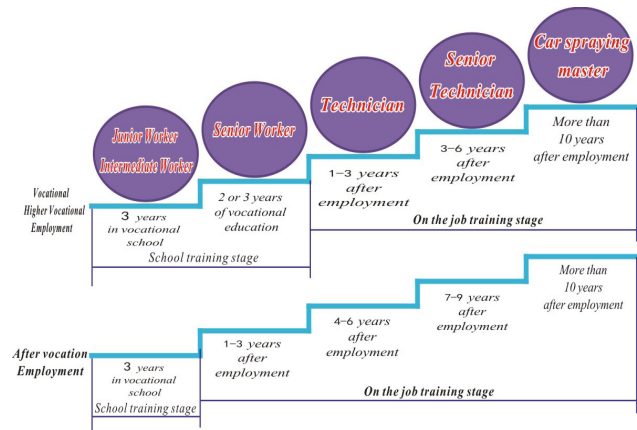 Junior Worker
Intermediate Worker
Senior Worker
Technician
Senior
Technician
Car spraying
master
Vocational
Higher Vocational
Employment
3 years
in vocational
school
2 or 3 years
of vocational
education
1-3 years
after
employment
3-6 years
after
employment
More than
10 years
after employment
School training stage
On the job training stage
After vocation
Employment
3 years
in vocational
school
1-3 years
after
employment
4-6 years
after
employment
7-9 years
after
employment
More than
10 years
after employment
School training stage
On the job training stage